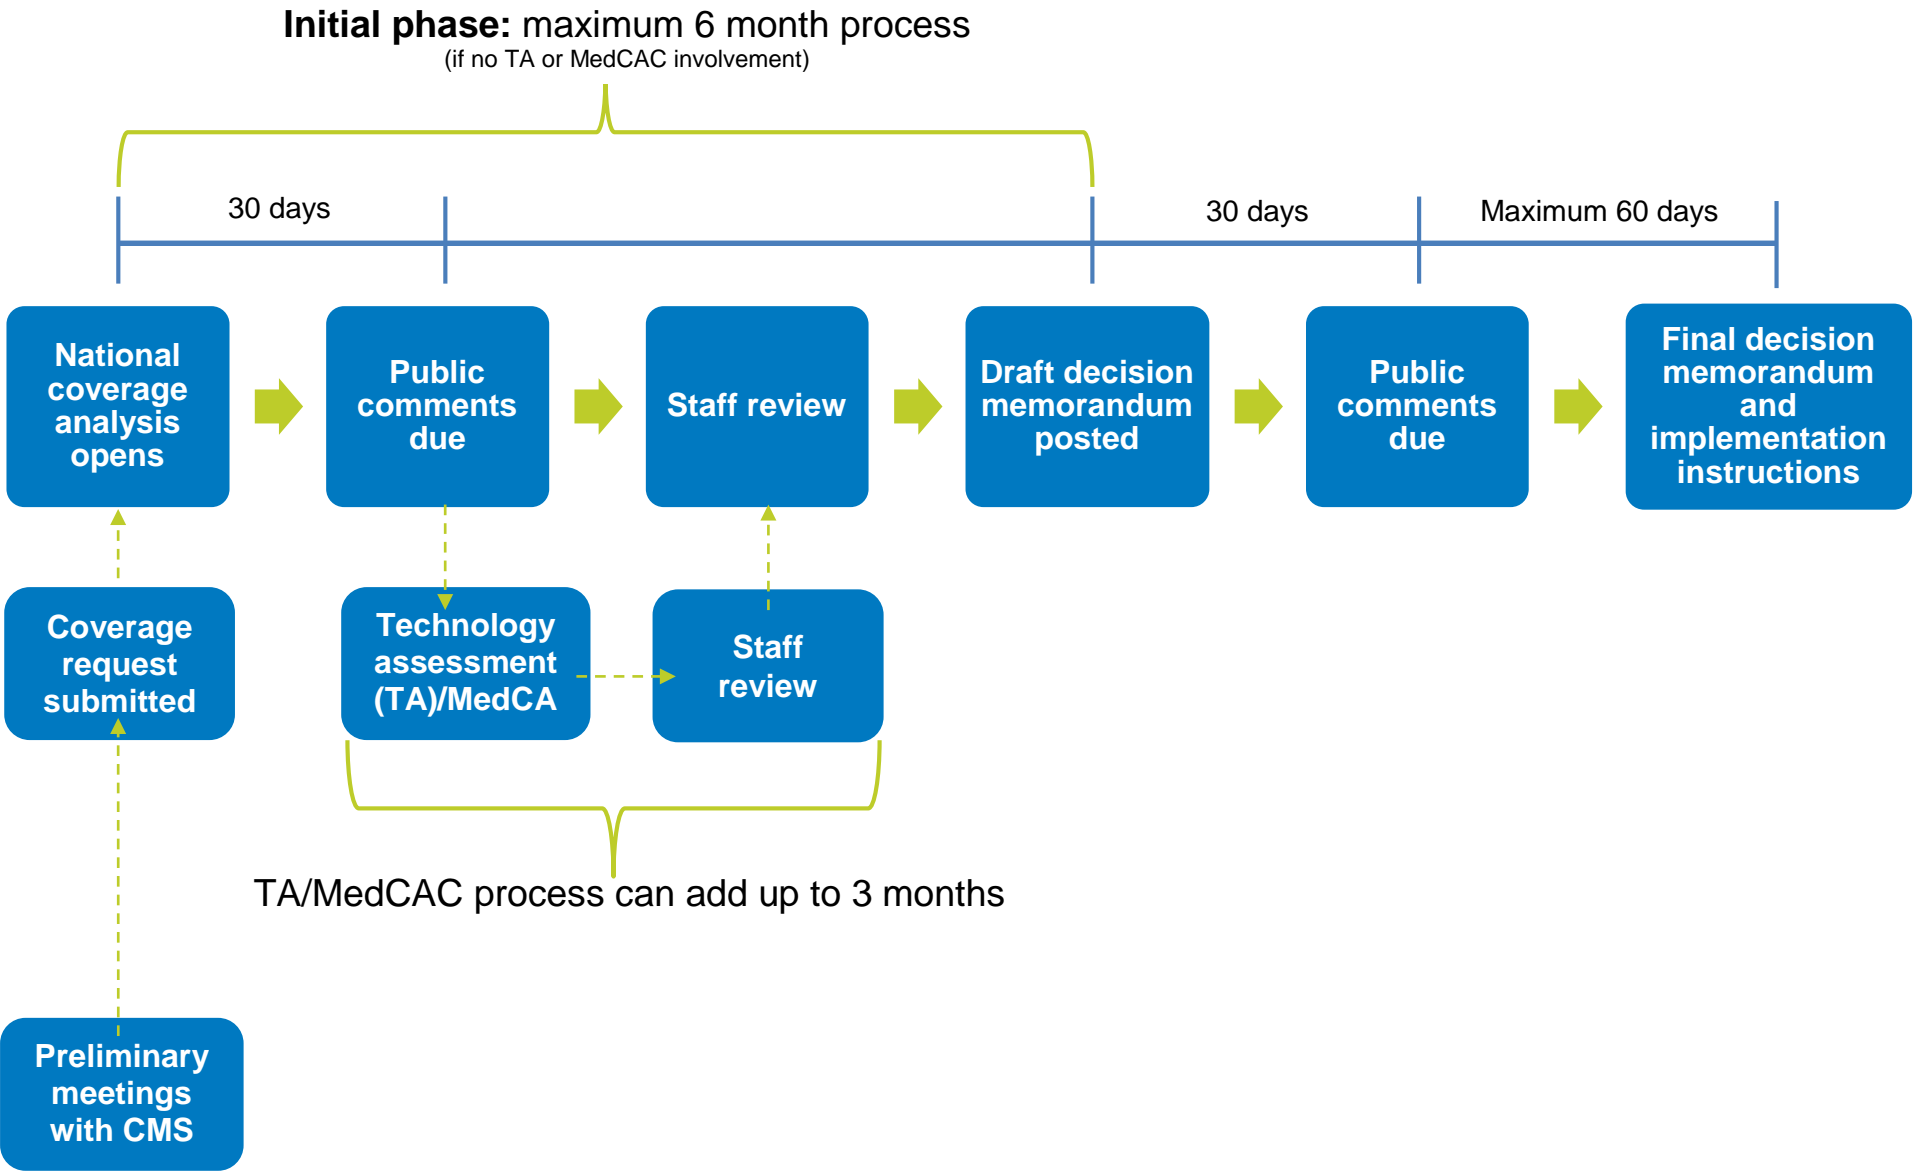 Initial phase: maximum 6 month process
(if no TA or MedCAC involvement)
30 days
30 days
Maximum 60 days
National
coverage
analysis
opens
Public
comments
due
Staff review
Draft decision
memorandum
posted
Public
comments
due
Final decision
memorandum
and
implementation
instructions
Coverage
request
submitted
Technology
assessment
(TA)/MedCA
Staff
review
TA/MedCAC process can add up to 3 months
Preliminary
meetings
with CMS